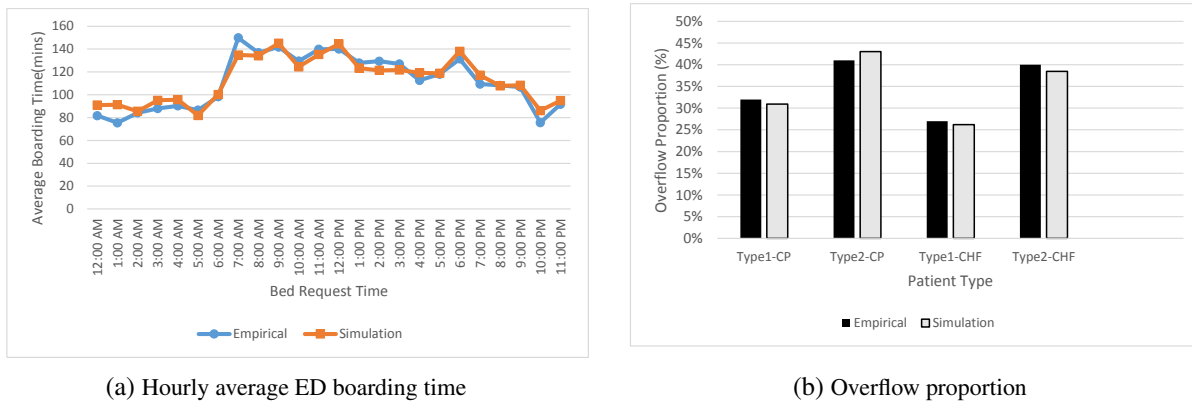 160
140
120
100
80
60
40
20
0
Average Boarding Time(mins)
12:00 AM
1:00 AM
2:00 AM
3:00 AM
4:00 AM
5:00 AM
6:00 AM
7:00 AM
8:00 AM
9:00 AM
10:00 AM
11:00 AM
12:00 PM
1:00 PM
2:00 PM
3:00 PM
4:00 PM
5:00 PM
6:00 PM
7:00 PM
8:00 PM
9:00 PM
10:00 PM
11:00 PM
Bed Request Time
Empirical
Simulation
(a) Hourly average ED boarding time
50%
45%
40%
35%
30%
25%
20%
15%
10%
5%
0%
Overflow Proportion (%)
Type1-CP
Type2-CP
Type1-CHF
Type2-CHF
Patient Type
Empirical
Simulation
(b) Overflow proportion